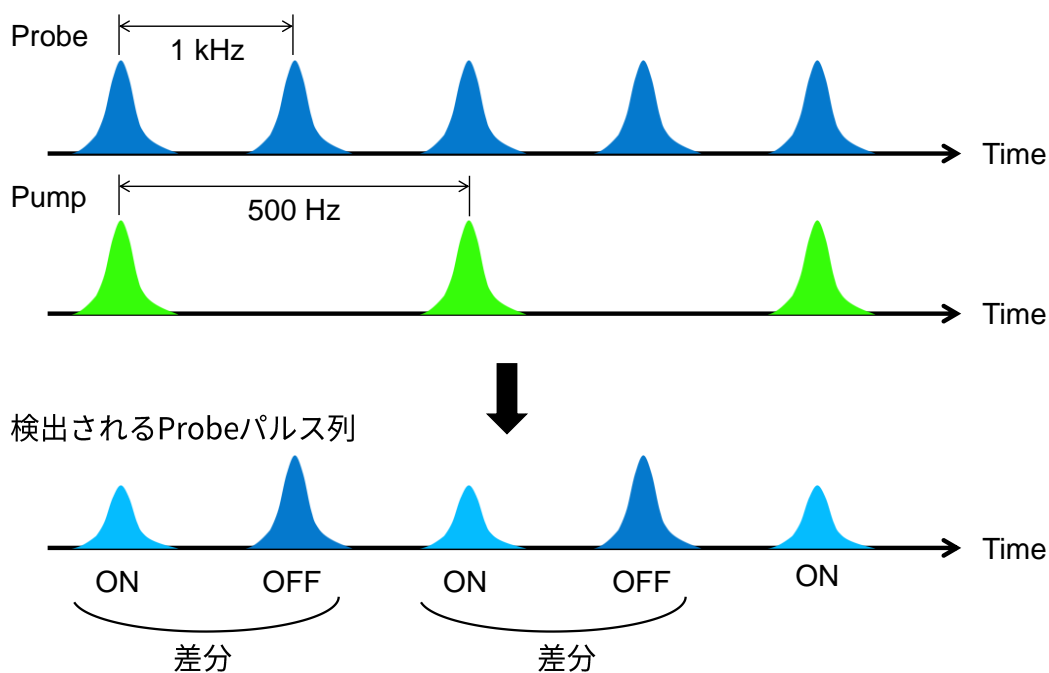 Probe
1 kHz
Time
Pump
500 Hz
Time
検出されるProbeパルス列
Time
ON OFF ON OFF ON
差分 差分